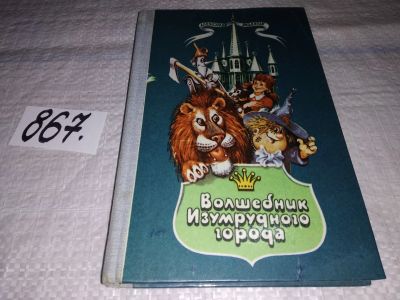 867.
Волшебник
Изумрудного
города